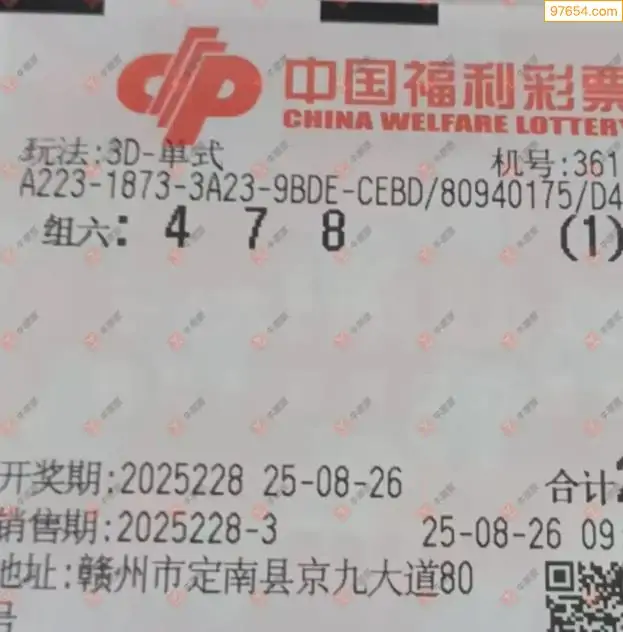 97654.com
中国福利彩票
CHINA WELFARE LOTTERY
玩法:3D-单式
机号:361
A223-1873-3A23-9BDE-CEBD/80940175/D4
组六: 4 7 8 (1)
开奖期:2025228 25-08-26
合计
销售期:2025228-3 25-08-26 09
地址:赣州市定南县京九大道80
号